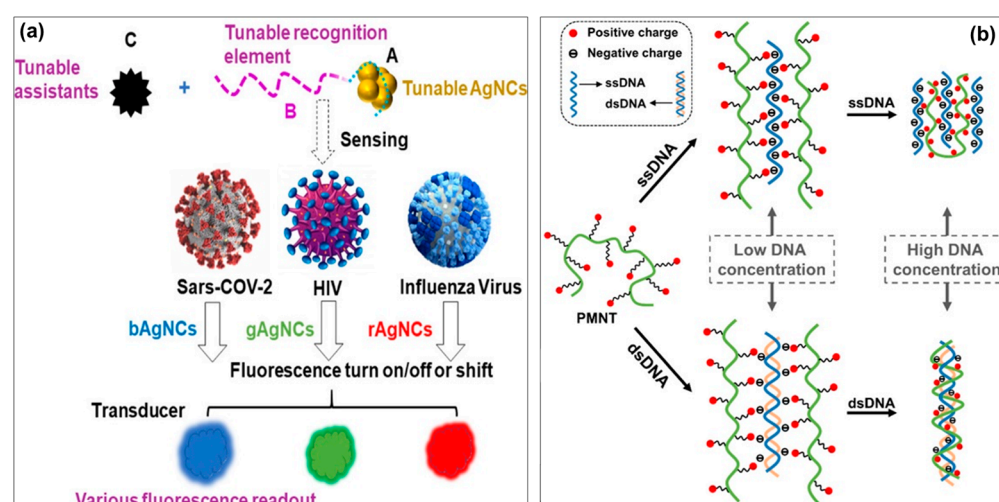 (a)
C
Tunable assistants
+
Tunable recognition
element
A
Tunable AgNCs
B
Sensing
Sars-COV-2
HIV
Influenza Virus
bAgNCs
gAgNCs
rAgNCs
Fluorescence turn on/off or shift
Transducer
Various fluorescence readout
(b)
Positive charge
Negative charge
ssDNA
dsDNA
ssDNA
ssDNA
Low DNA
concentration
High DNA
concentration
PMNT
dsDNA
dsDNA